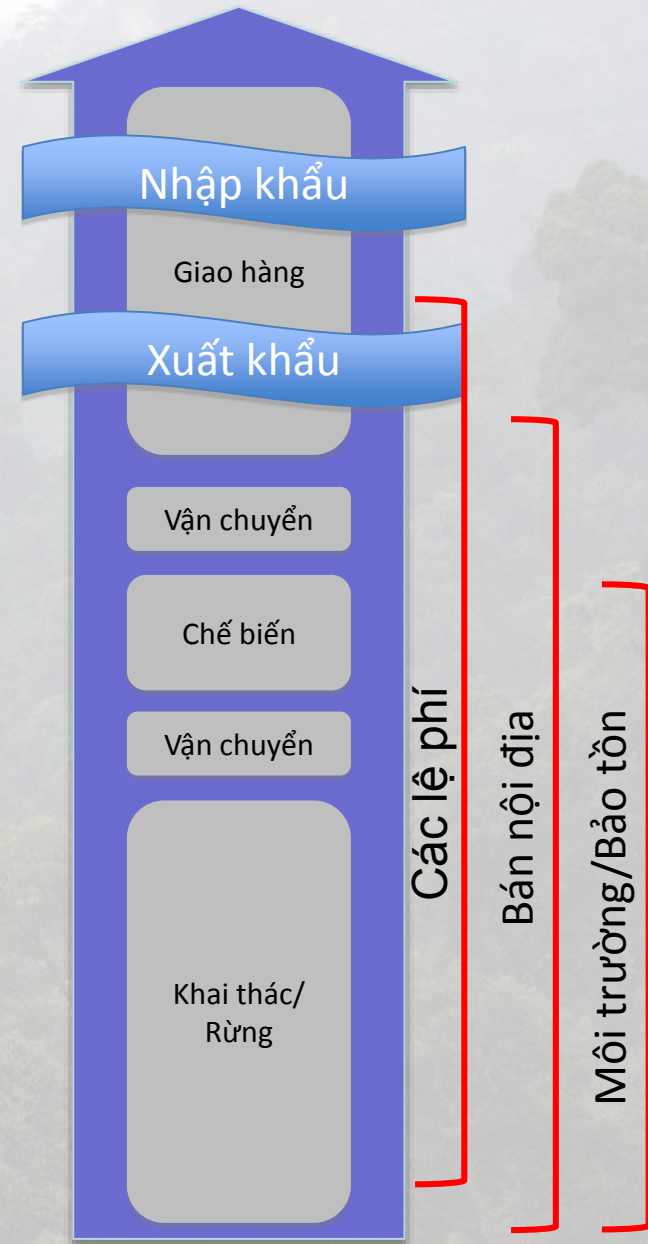 Nhập khẩu
Giao hàng
Xuất khẩu
Vận chuyển
Chế biến
Vận chuyển
Khai thác/
Rừng
Các lệ phí
Bán nội địa
Môi trường/Bảo tồn